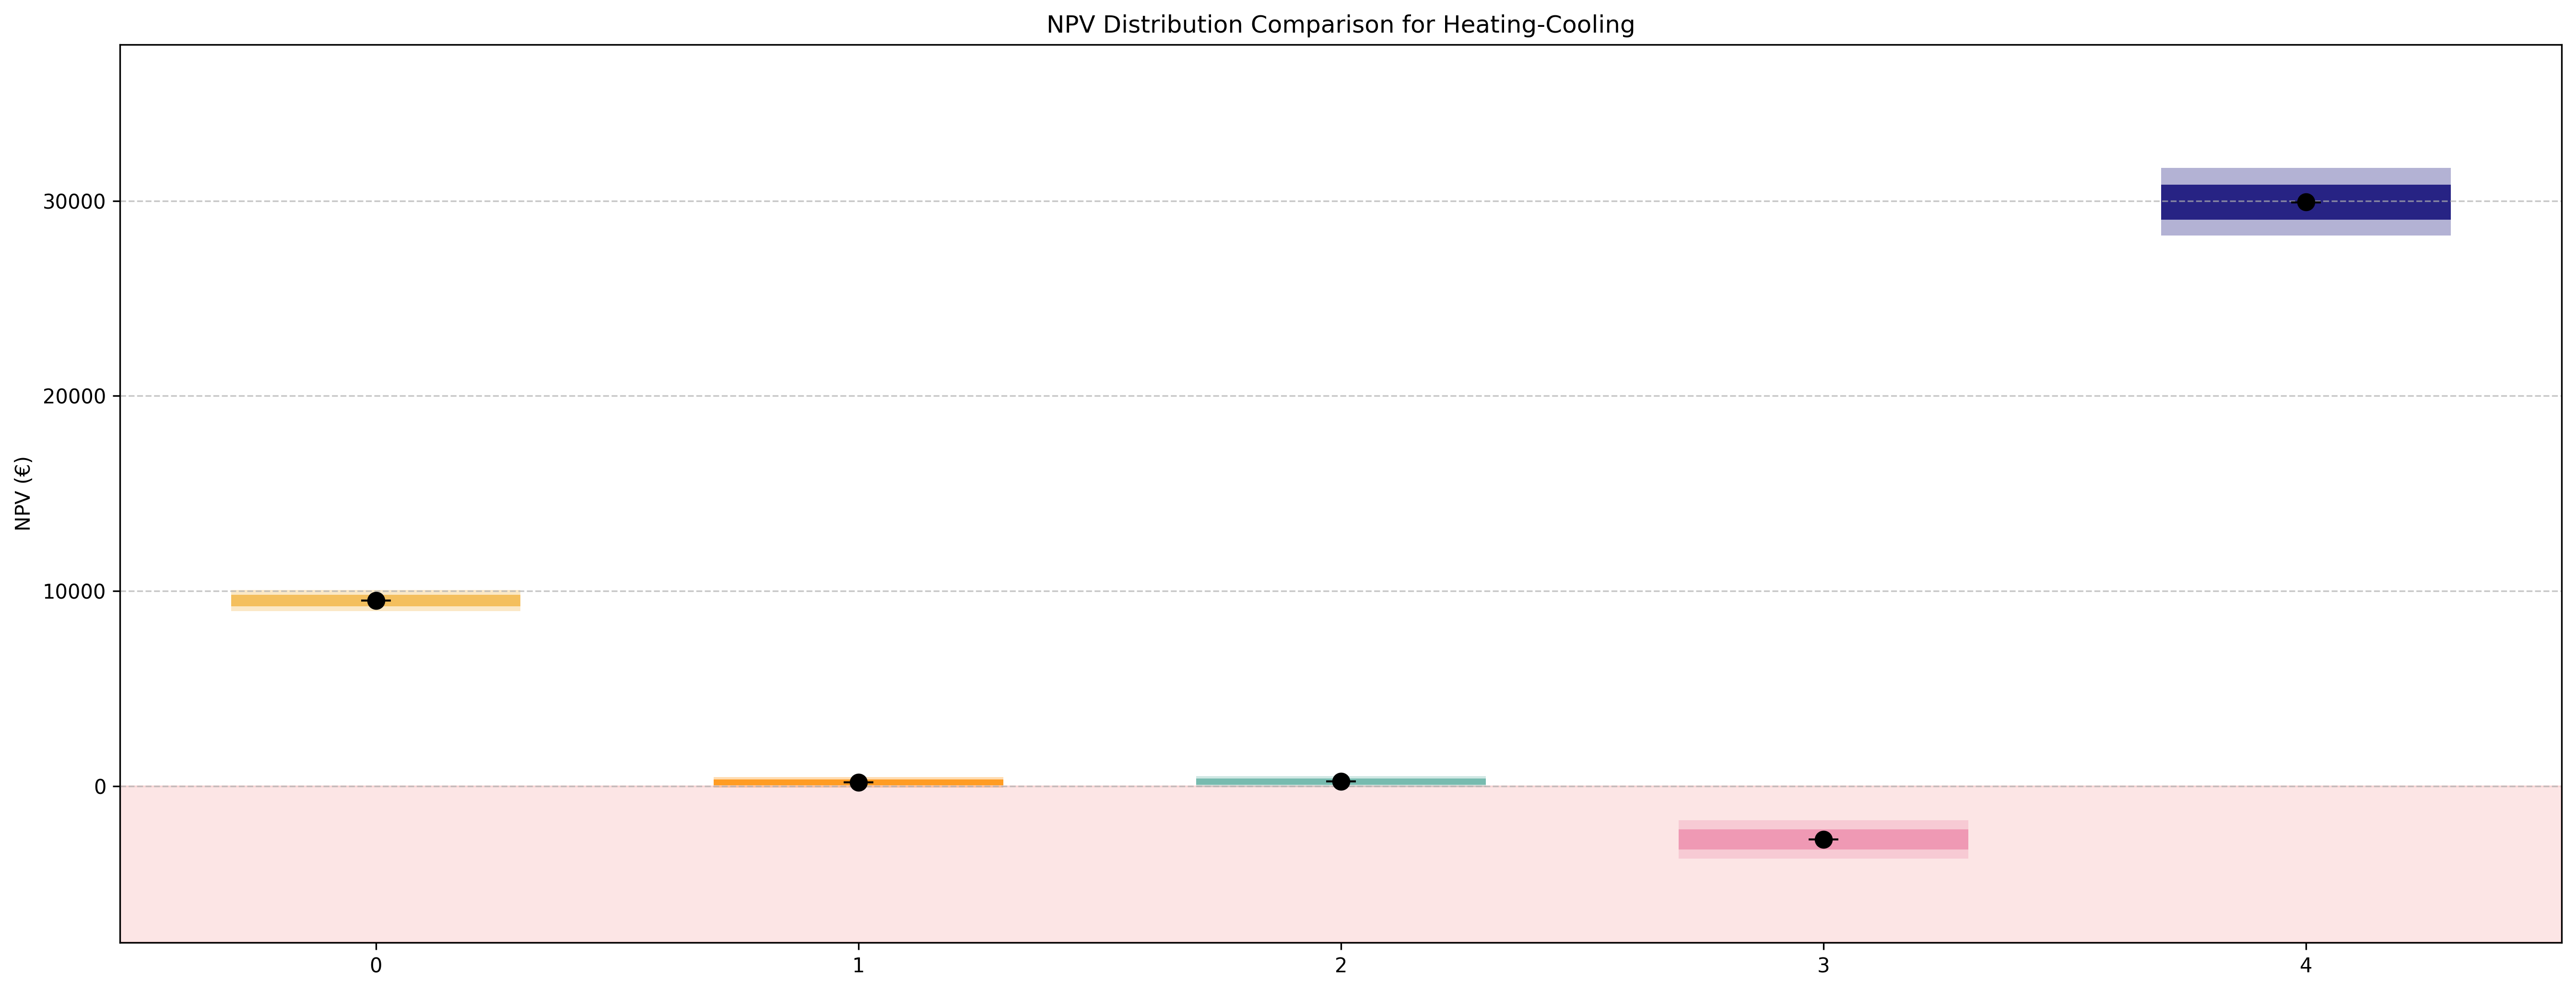 NPV Distribution Comparison for Heating-Cooling
NPV (€)
30000
20000
10000
0
0 1 2 3 4